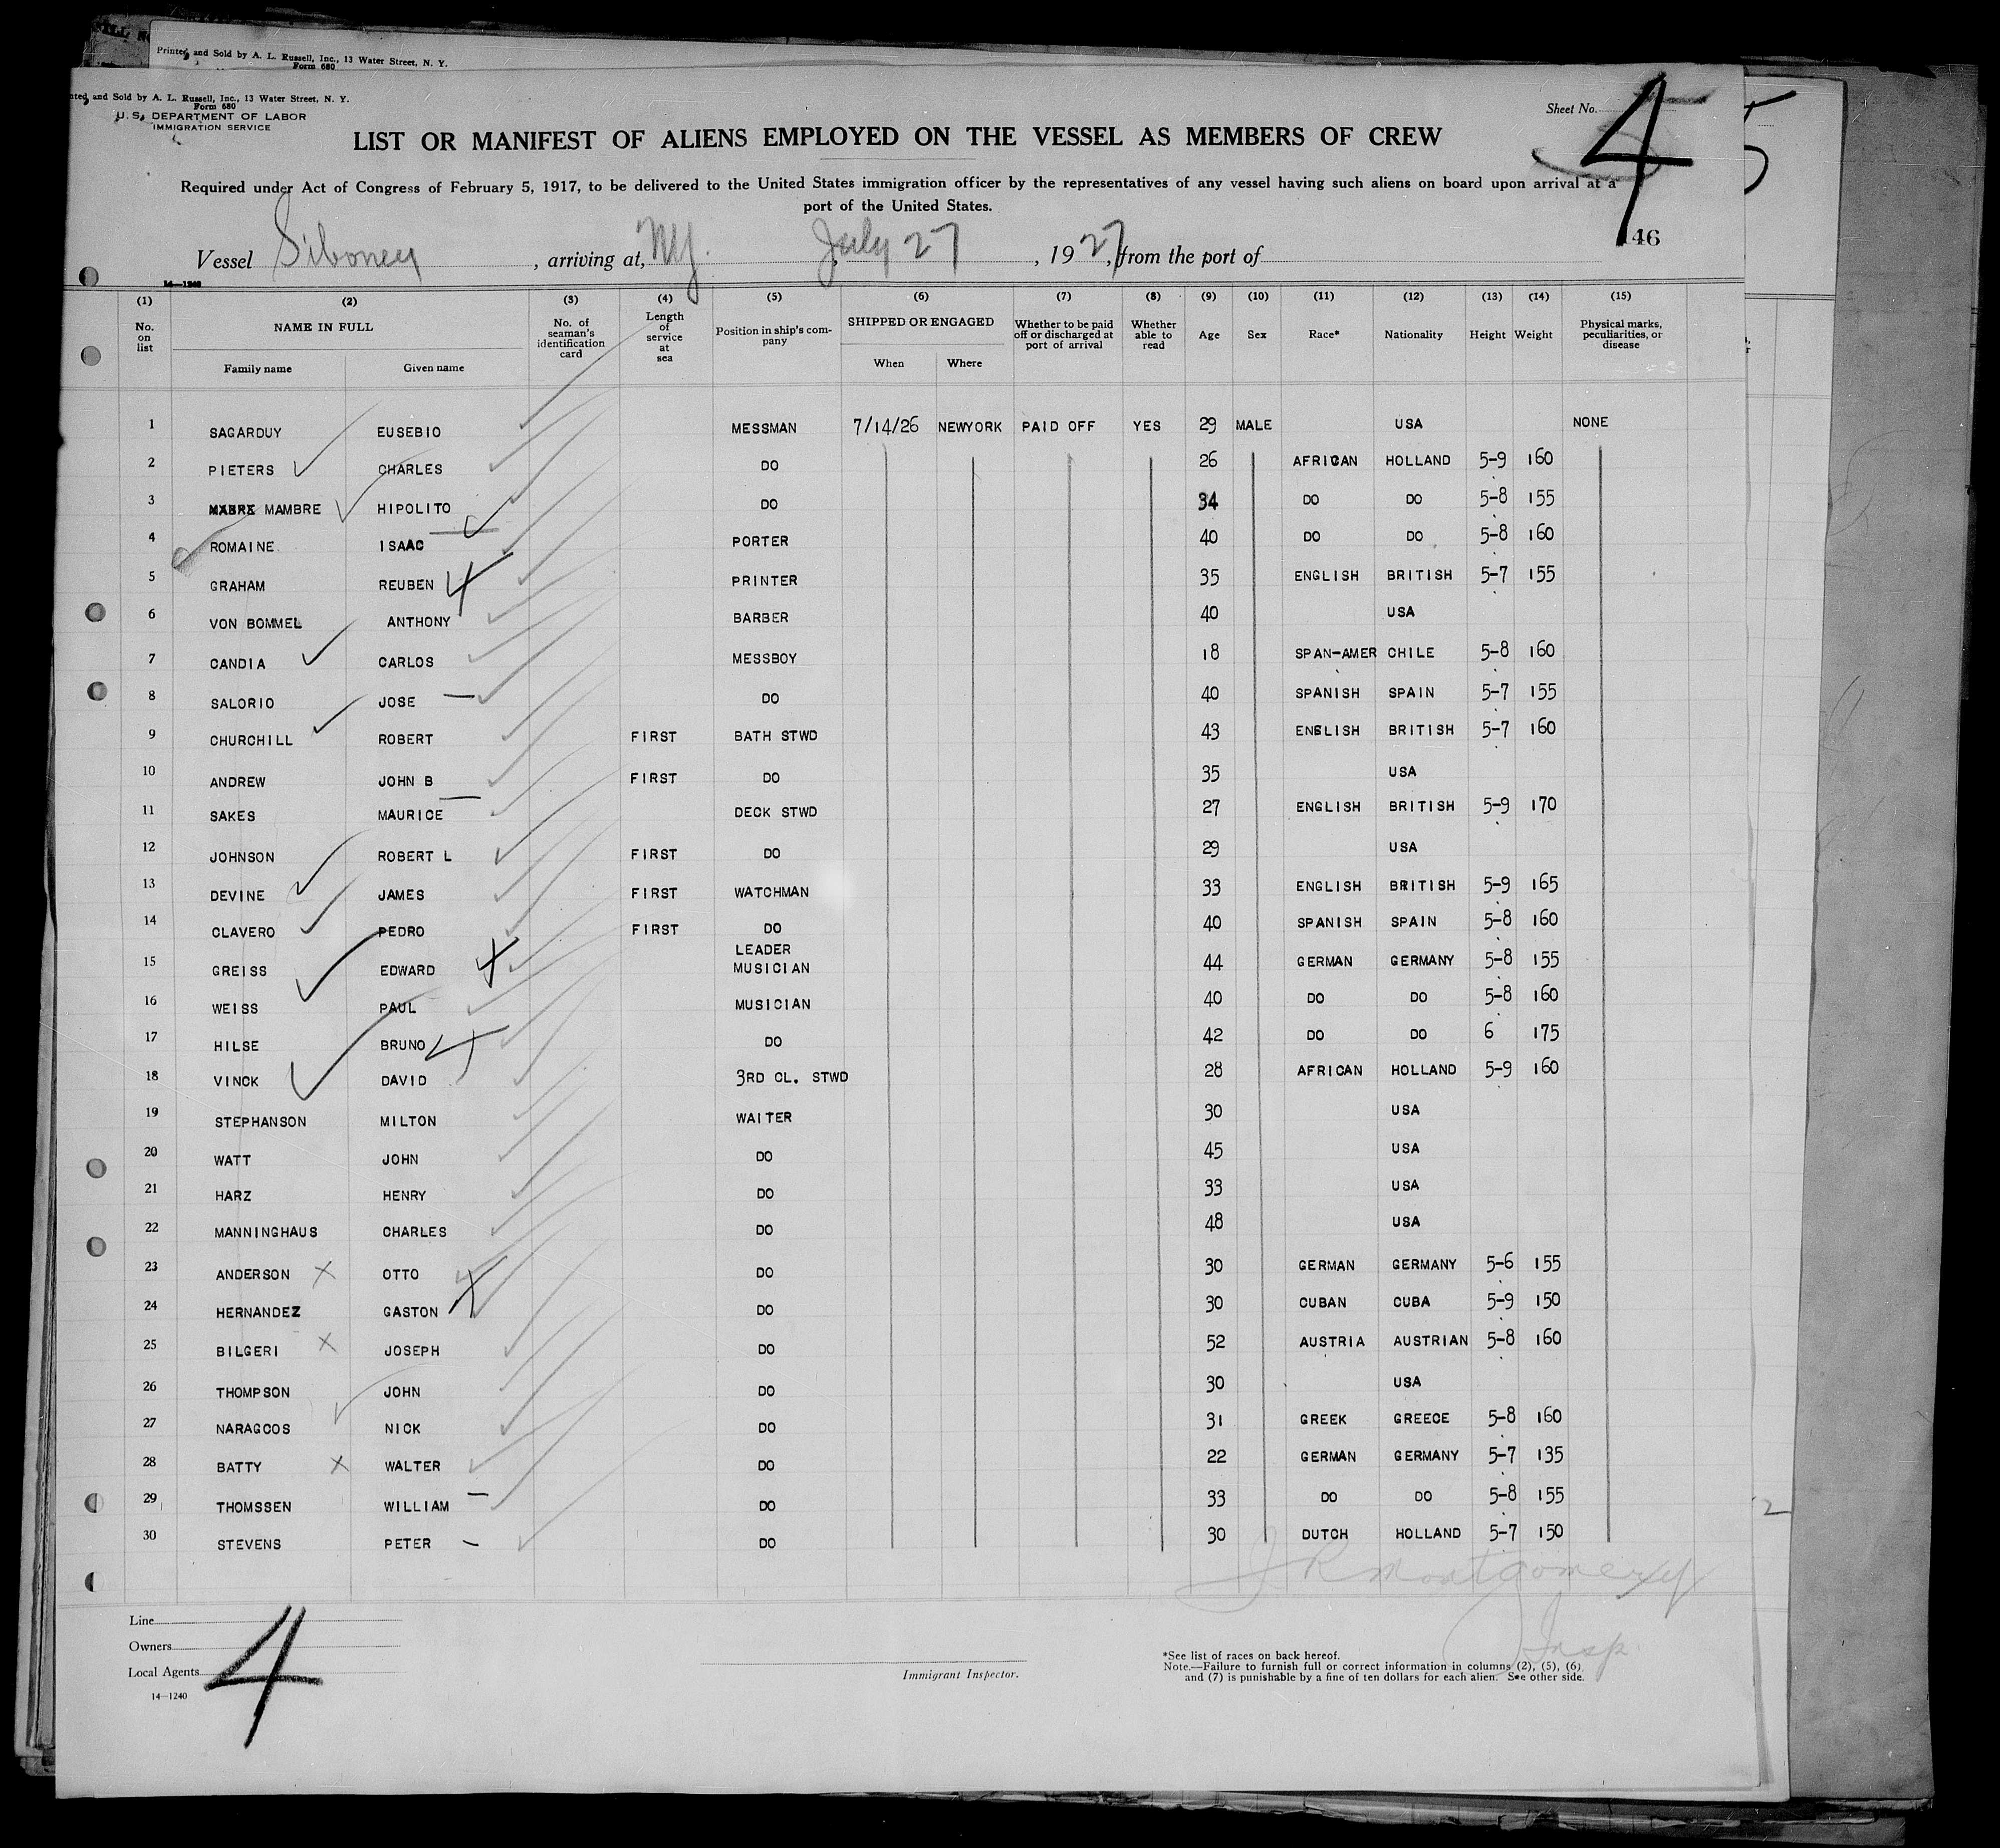 Printed and Sold by A. L. Russell, Inc., 13 Water Street, N. Y.
Form 680
nted and Sold by A. L. Russell, Inc., 13 Water Street, N. Y.
Form 680
U. S. DEPARTMENT OF LABOR
IMMIGRATION SERVICE
Sheet No. 4
5
LIST OR MANIFEST OF ALIENS EMPLOYED ON THE VESSEL AS MEMBERS OF CREW
Required under Act of Congress of February 5, 1917, to be delivered to the United States immigration officer by the representatives of any vessel having such aliens on board upon arrival at a
port of the United States.
46
Vessel Siboney, arriving at, NY. July 27, 1927, from the port of
14—1240
(1) (2) (3) (4) (5) (6) (7) (8) (9) (10) (11) (12) (13) (14) (15)
No. on list NAME IN FULL No. of seaman's identification card Length of service at sea Position in ship's company SHIPPED OR ENGAGED Whether to be paid off or discharged at port of arrival Whether able to read Age Sex Race* Nationality Height Weight Physical marks, peculiarities, or disease
Family name Given name When Where
1 SAGARDUY EUSEBIO MESSMAN 7/14/26 NEWYORK PAID OFF YES 29 MALE USA NONE
2 PIETERS CHARLES DO 26 AFRICAN HOLLAND 5-9 160
3 MAMBRE HIPOLITO DO 34 DO DO 5-8 155
4 ROMAINE ISAAC PORTER 40 DO DO 5-8 160
5 GRAHAM REUBEN PRINTER 35 ENGLISH BRITISH 5-7 155
6 VON BOMMEL ANTHONY BARBER 40 USA
7 CANDIA CARLOS MESSBOY 18 SPAN-AMER CHILE 5-8 160
8 SALORIO JOSE DO 40 SPANISH SPAIN 5-7 155
9 CHURCHILL ROBERT FIRST BATH STWD 43 ENGLISH BRITISH 5-7 160
10 ANDREW JOHN B FIRST DO 35 USA
11 SAKES MAURICE DECK STWD 27 ENGLISH BRITISH 5-9 170
12 JOHNSON ROBERT L FIRST DO 29 USA
13 DEVINE JAMES FIRST WATCHMAN 33 ENGLISH BRITISH 5-9 165
14 CLAVERO PEDRO FIRST DO 40 SPANISH SPAIN 5-8 160
15 GREISS EDWARD LEADER MUSICIAN 44 GERMAN GERMANY 5-8 155
16 WEISS PAUL MUSICIAN 40 DO DO 5-8 160
17 HILSE BRUNO DO 42 DO DO 6 175
18 VINCK DAVID 3RD CL. STWD 28 AFRICAN HOLLAND 5-9 160
19 STEPHANSON MILTON WAITER 30 USA
20 WATT JOHN DO 45 USA
21 HARZ HENRY DO 33 USA
22 MANNINGHAUS CHARLES DO 48 USA
23 ANDERSON OTTO DO 30 GERMAN GERMANY 5-6 155
24 HERNANDEZ GASTON DO 30 CUBAN CUBA 5-9 150
25 BILGERI JOSEPH DO 52 AUSTRIA AUSTRIAN 5-8 160
26 THOMPSON JOHN DO 30 USA
27 NARAGCOS NICK DO 31 GREEK GREECE 5-8 160
28 BATTY WALTER DO 22 GERMAN GERMANY 5-7 135
29 THOMSSEN WILLIAM DO 33 DO DO 5-8 155
30 STEVENS PETER DO 30 DUTCH HOLLAND 5-7 150
2
J R Montgomery
Insp.
Line
Owners
Local Agents
4
14—1240
Immigrant Inspector.
*See list of races on back hereof.
Note.—Failure to furnish full or correct information in columns (2), (5), (6)
and (7) is punishable by a fine of ten dollars for each alien. See other side.